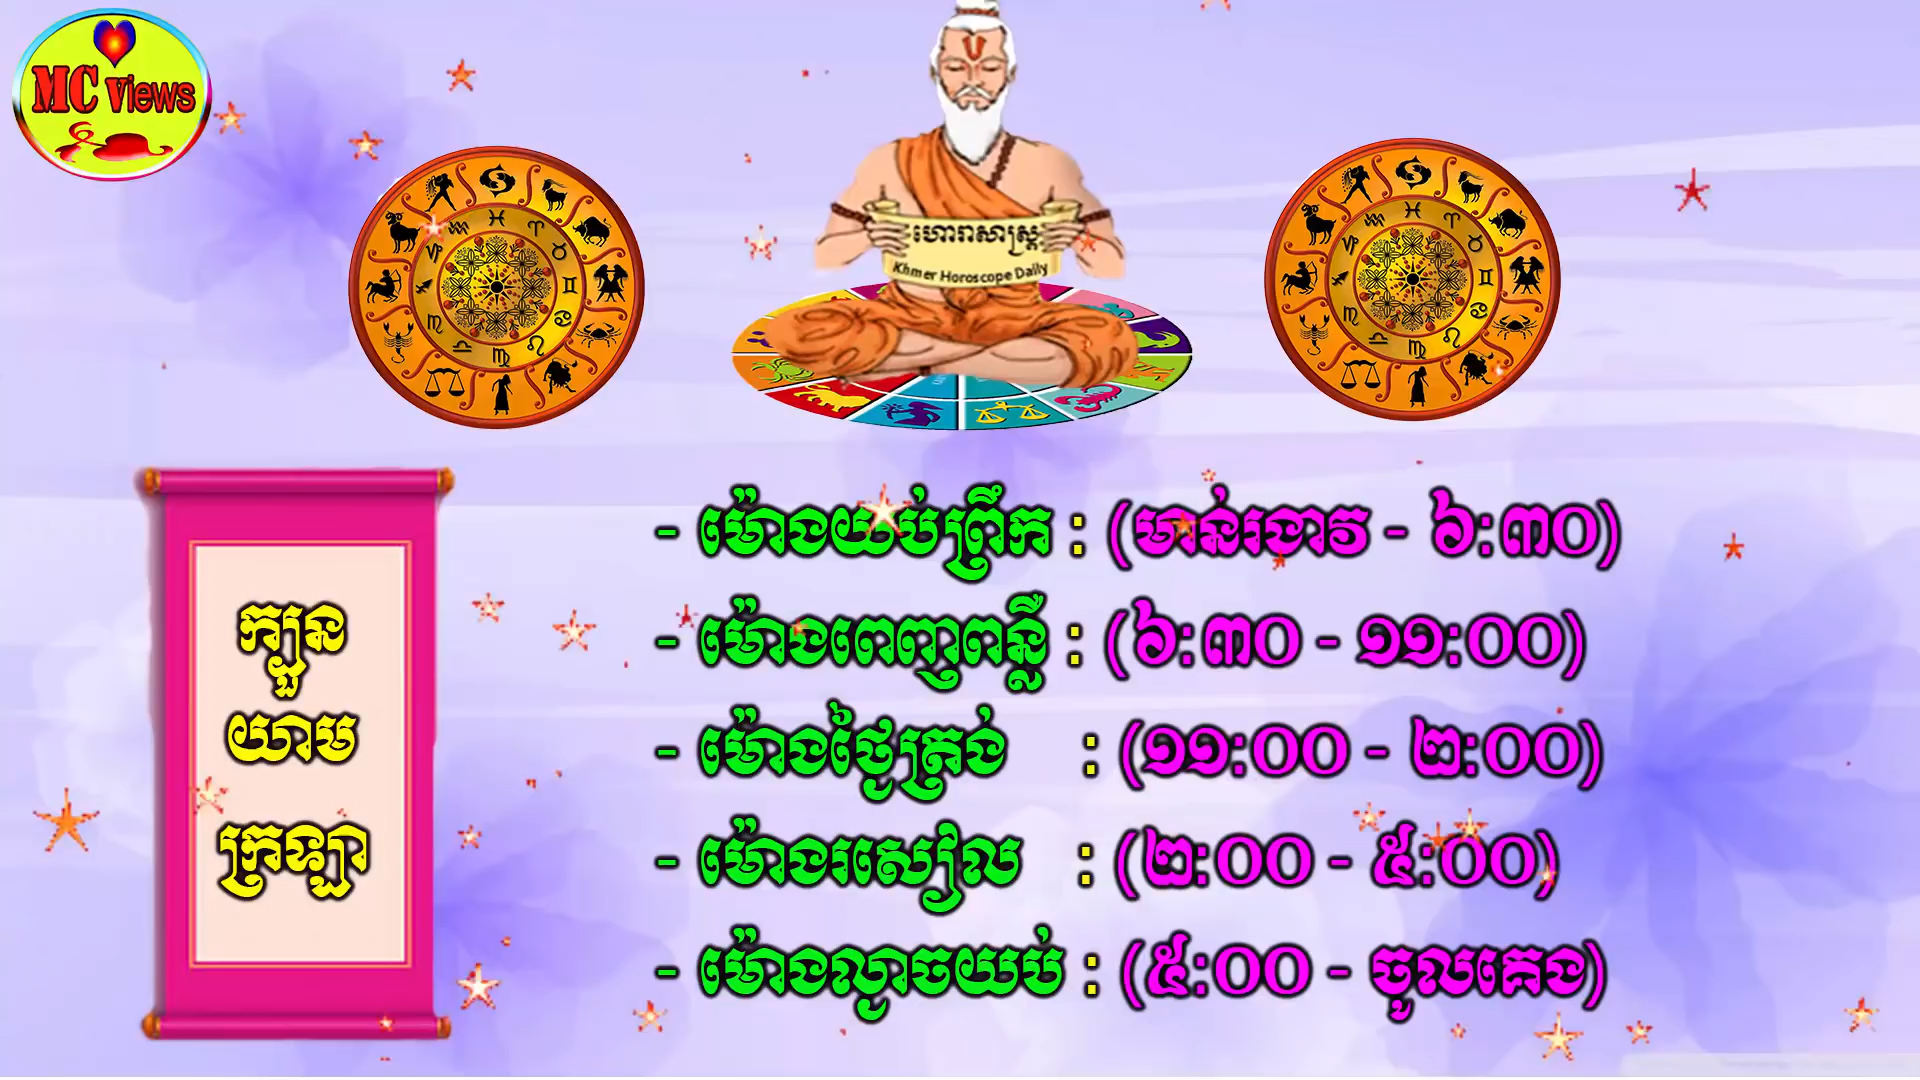 MC Views
ហោរាសាស្ត្រ
Khmer Horoscope Daily
ក្បួន
យាម
ក្រឡា
- ម៉ោងយប់ព្រឹក : (មាន់រងាវ - ៦:៣០)
- ម៉ោងពេញពន្លឺ : (៦:៣០ - ១១:០០)
- ម៉ោងថ្ងៃត្រង់ : (១១:០០ - ២:០០)
- ម៉ោងរសៀល : (២:០០ - ៥:០០)
- ម៉ោងល្ងាចយប់ : (៥:០០ - ចូលគេង)